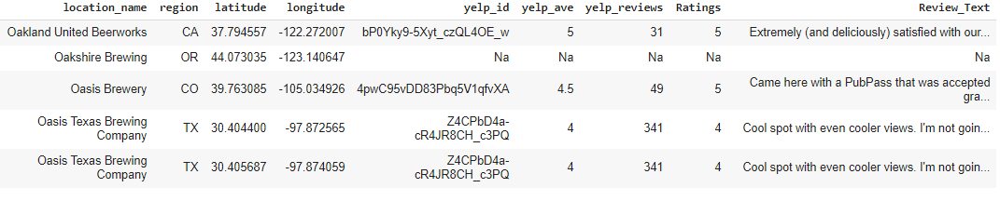 location_name region latitude longitude yelp_id yelp_ave yelp_reviews Ratings Review_Text
Oakland United Beerworks CA 37.794557 -122.272007 bP0Yky9-5Xyt_czQL4OE_w 5 31 5 Extremely (and deliciously) satisfied with our...
Oakshire Brewing OR 44.073035 -123.140647 Na Na Na Na Na
Oasis Brewery CO 39.763085 -105.034926 4pwC95vDD83Pbq5V1qfvXA 4.5 49 5 Came here with a PubPass that was accepted
gra...
Oasis Texas Brewing
Company TX 30.404400 -97.872565 Z4CPbD4a-
cR4JR8CH_c3PQ 4 341 4 Cool spot with even cooler views. I'm not goin...
Oasis Texas Brewing
Company TX 30.405687 -97.874059 Z4CPbD4a-
cR4JR8CH_c3PQ 4 341 4 Cool spot with even cooler views. I'm not goin...